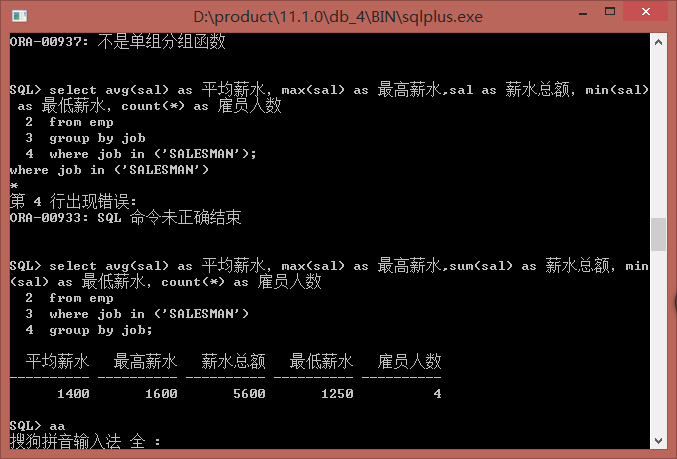 D:\product\11.1.0\db_4\BIN\sqlplus.exe
ORA-00937: 不是单组分组函数
SQL> select avg(sal) as 平均薪水, max(sal) as 最高薪水,sal as 薪水总额, min(sal)
 as 最低薪水, count(*) as 雇员人数
  2  from emp
  3  group by job
  4  where job in ('SALESMAN');
where job in ('SALESMAN')
*
第 4 行出现错误:
ORA-00933: SQL 命令未正确结束
SQL> select avg(sal) as 平均薪水, max(sal) as 最高薪水,sum(sal) as 薪水总额, min
(sal) as 最低薪水, count(*) as 雇员人数
  2  from emp
  3  where job in ('SALESMAN')
  4  group by job;
  平均薪水   最高薪水   薪水总额   最低薪水   雇员人数
---------- ---------- ---------- ---------- ----------
      1400       1600       5600       1250          4
SQL> aa
搜狗拼音输入法 全 :